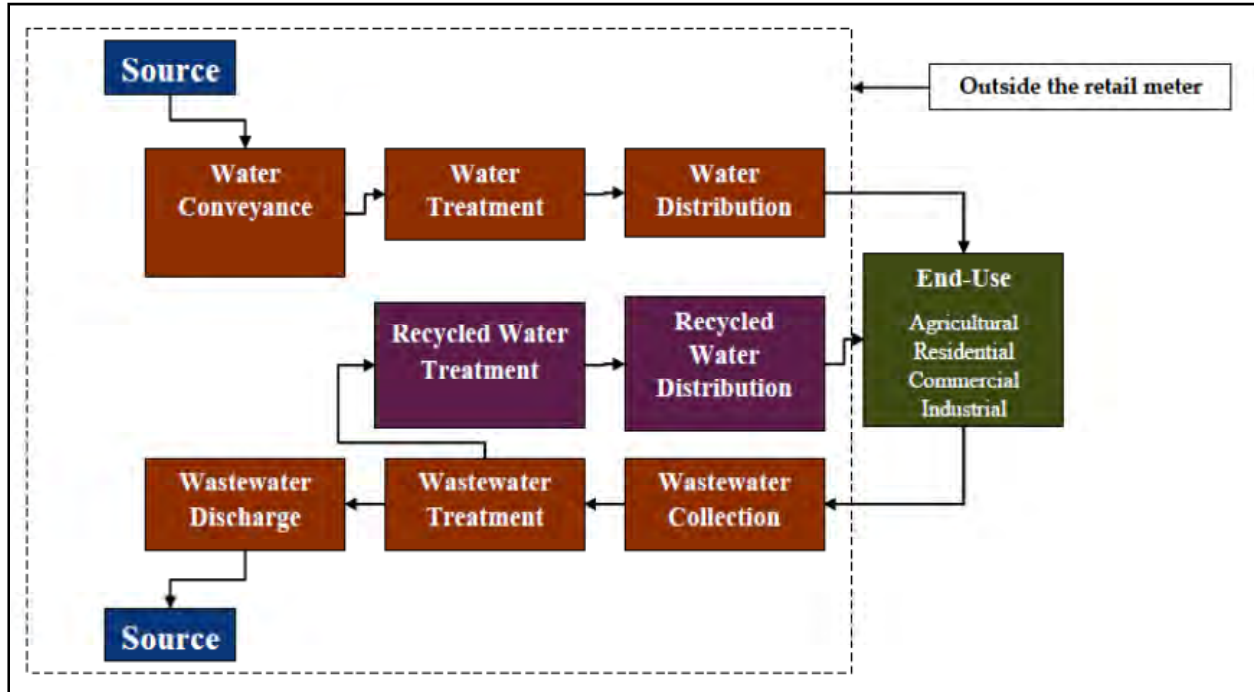 Source
Outside the retail meter
Water
Conveyance
Water
Treatment
Water
Distribution
End-Use
Agricultural
Residential
Commercial
Industrial
Recycled Water
Treatment
Recycled
Water
Distribution
Wastewater
Discharge
Wastewater
Treatment
Wastewater
Collection
Source